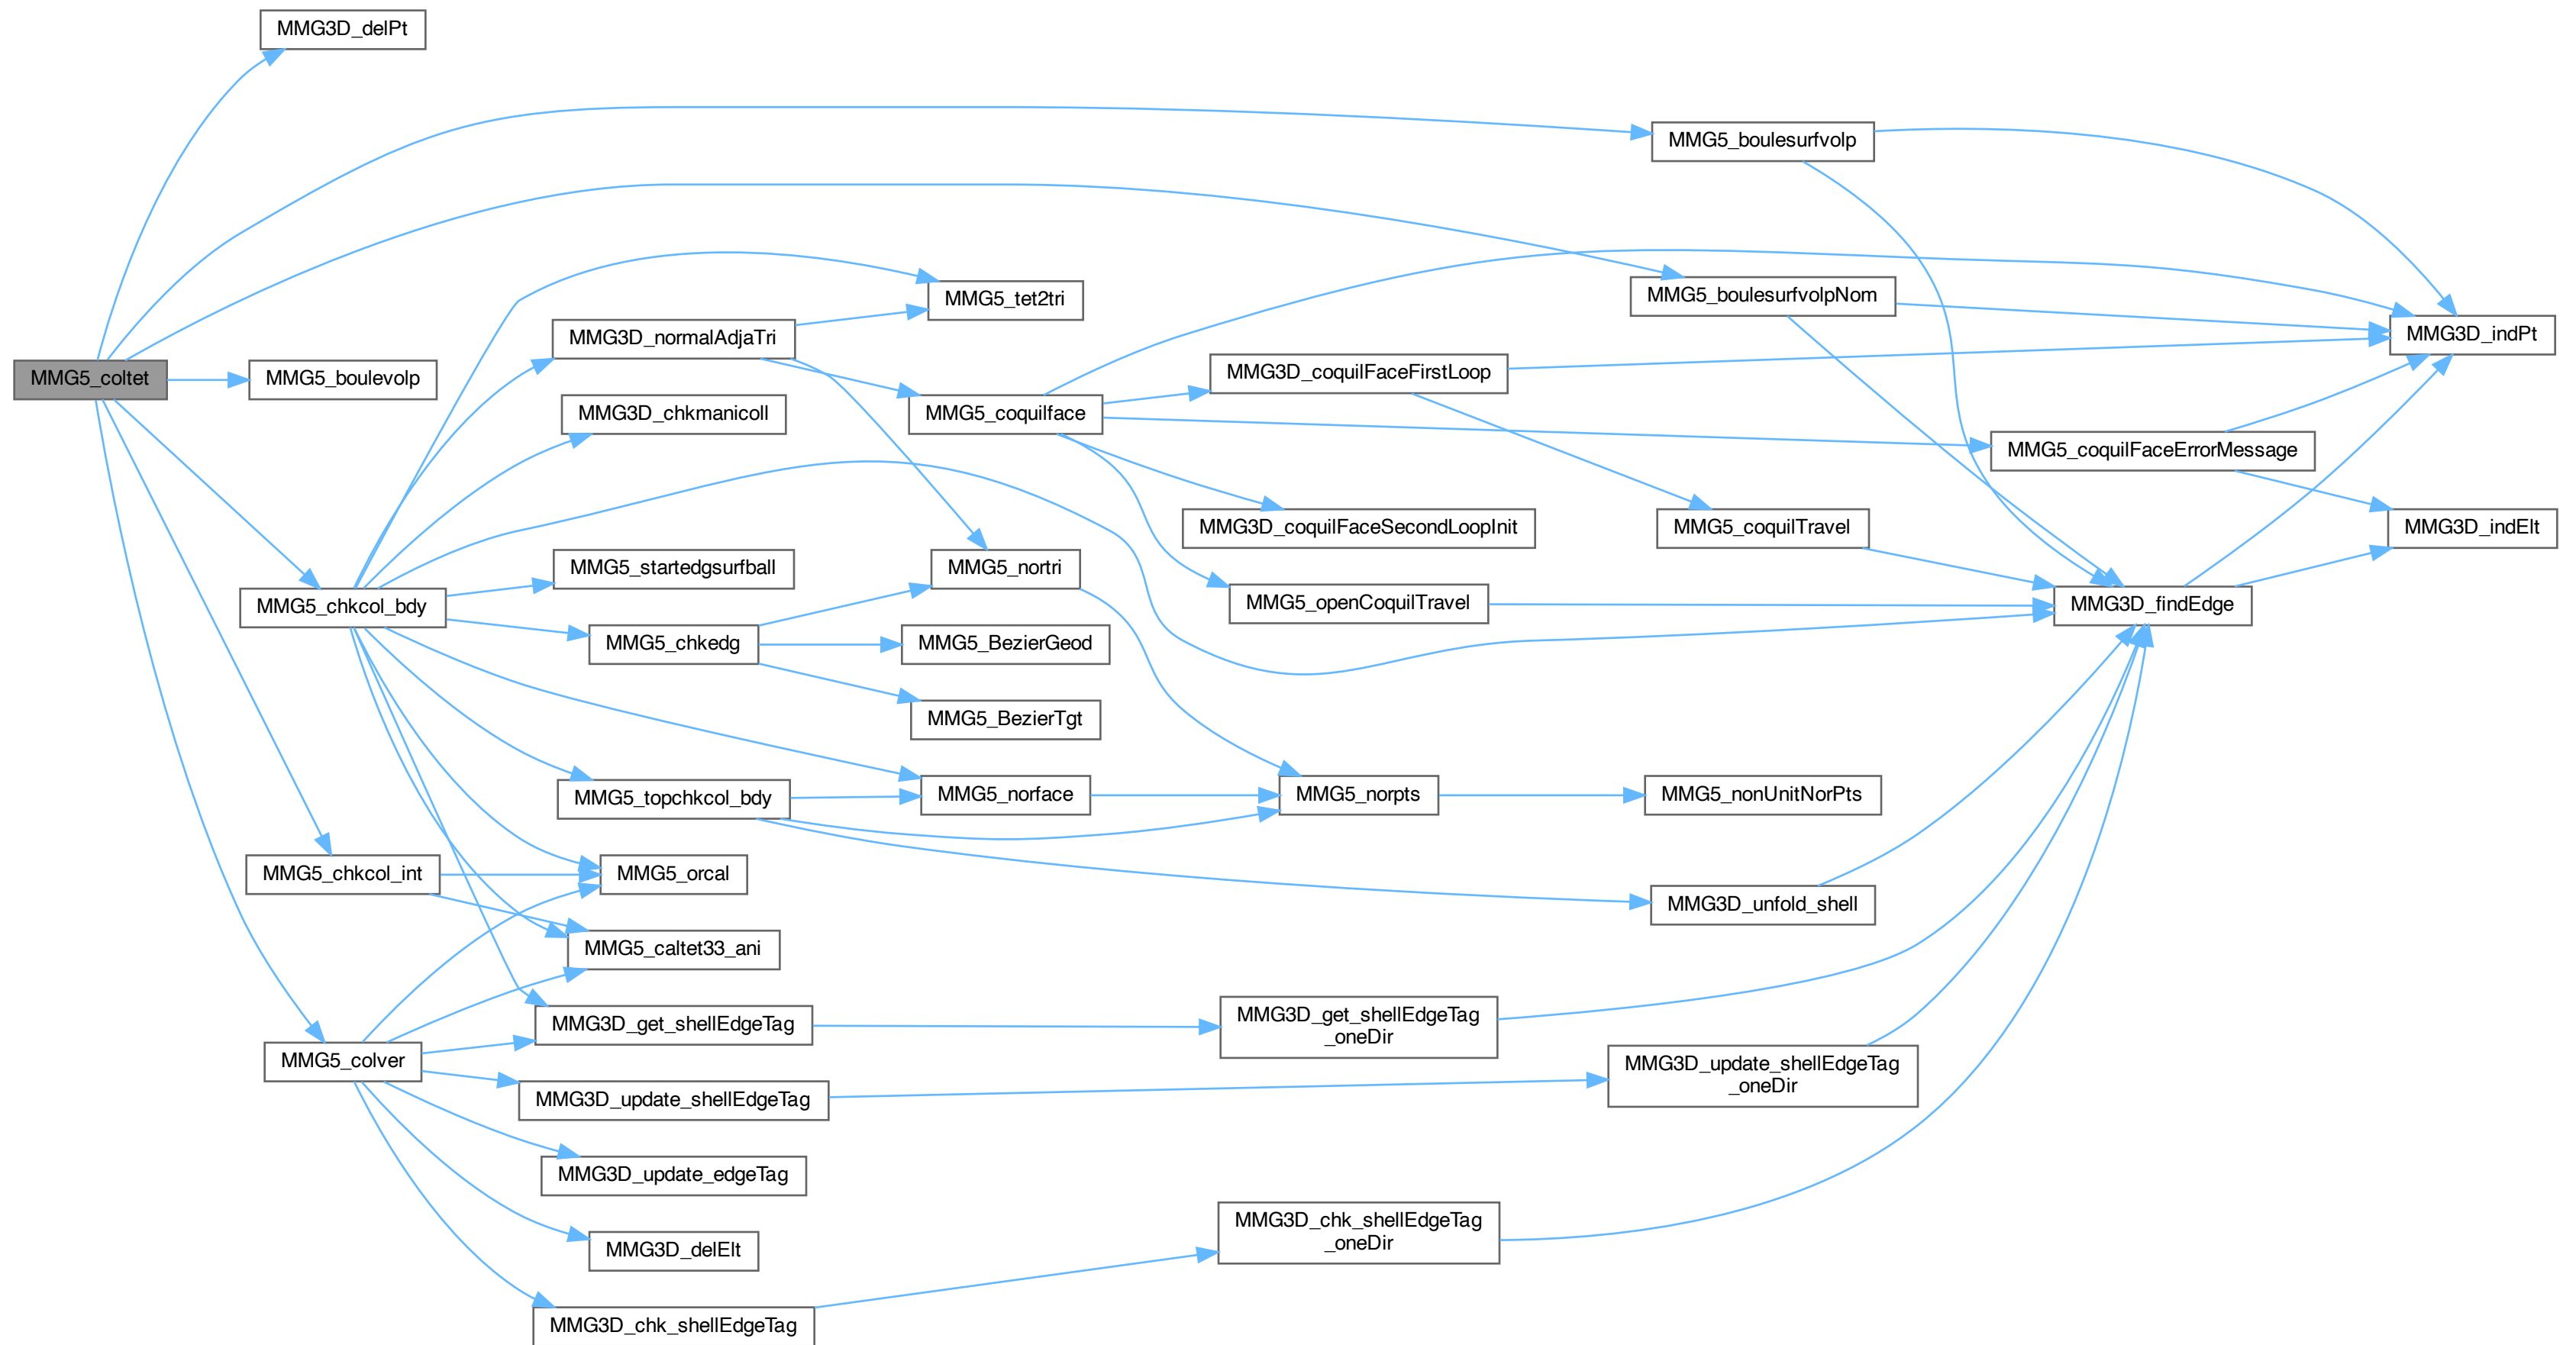 MMG3D_delPt
MMG5_boulesurfvolp
MMG5_tet2tri
MMG5_boulesurfvolpNom
MMG3D_normalAdjaTri
MMG3D_indPt
MMG5_coltet
MMG5_boulevolp
MMG3D_coquilFaceFirstLoop
MMG3D_chkmanicoll
MMG5_coquilface
MMG5_coquilFaceErrorMessage
MMG3D_coquilFaceSecondLoopInit
MMG5_coquilTravel
MMG3D_indElt
MMG5_startedgsurfball
MMG5_nortri
MMG5_chkcol_bdy
MMG5_openCoquilTravel
MMG3D_findEdge
MMG5_chkedg
MMG5_BezierGeod
MMG5_BezierTgt
MMG5_topchkcol_bdy
MMG5_norface
MMG5_norpts
MMG5_nonUnitNorPts
MMG5_chkcol_int
MMG5_orcal
MMG3D_unfold_shell
MMG5_caltet33_ani
MMG3D_get_shellEdgeTag
MMG3D_get_shellEdgeTag
_oneDir
MMG5_colver
MMG3D_update_shellEdgeTag
MMG3D_update_shellEdgeTag
_oneDir
MMG3D_update_edgeTag
MMG3D_delElt
MMG3D_chk_shellEdgeTag
_oneDir
MMG3D_chk_shellEdgeTag